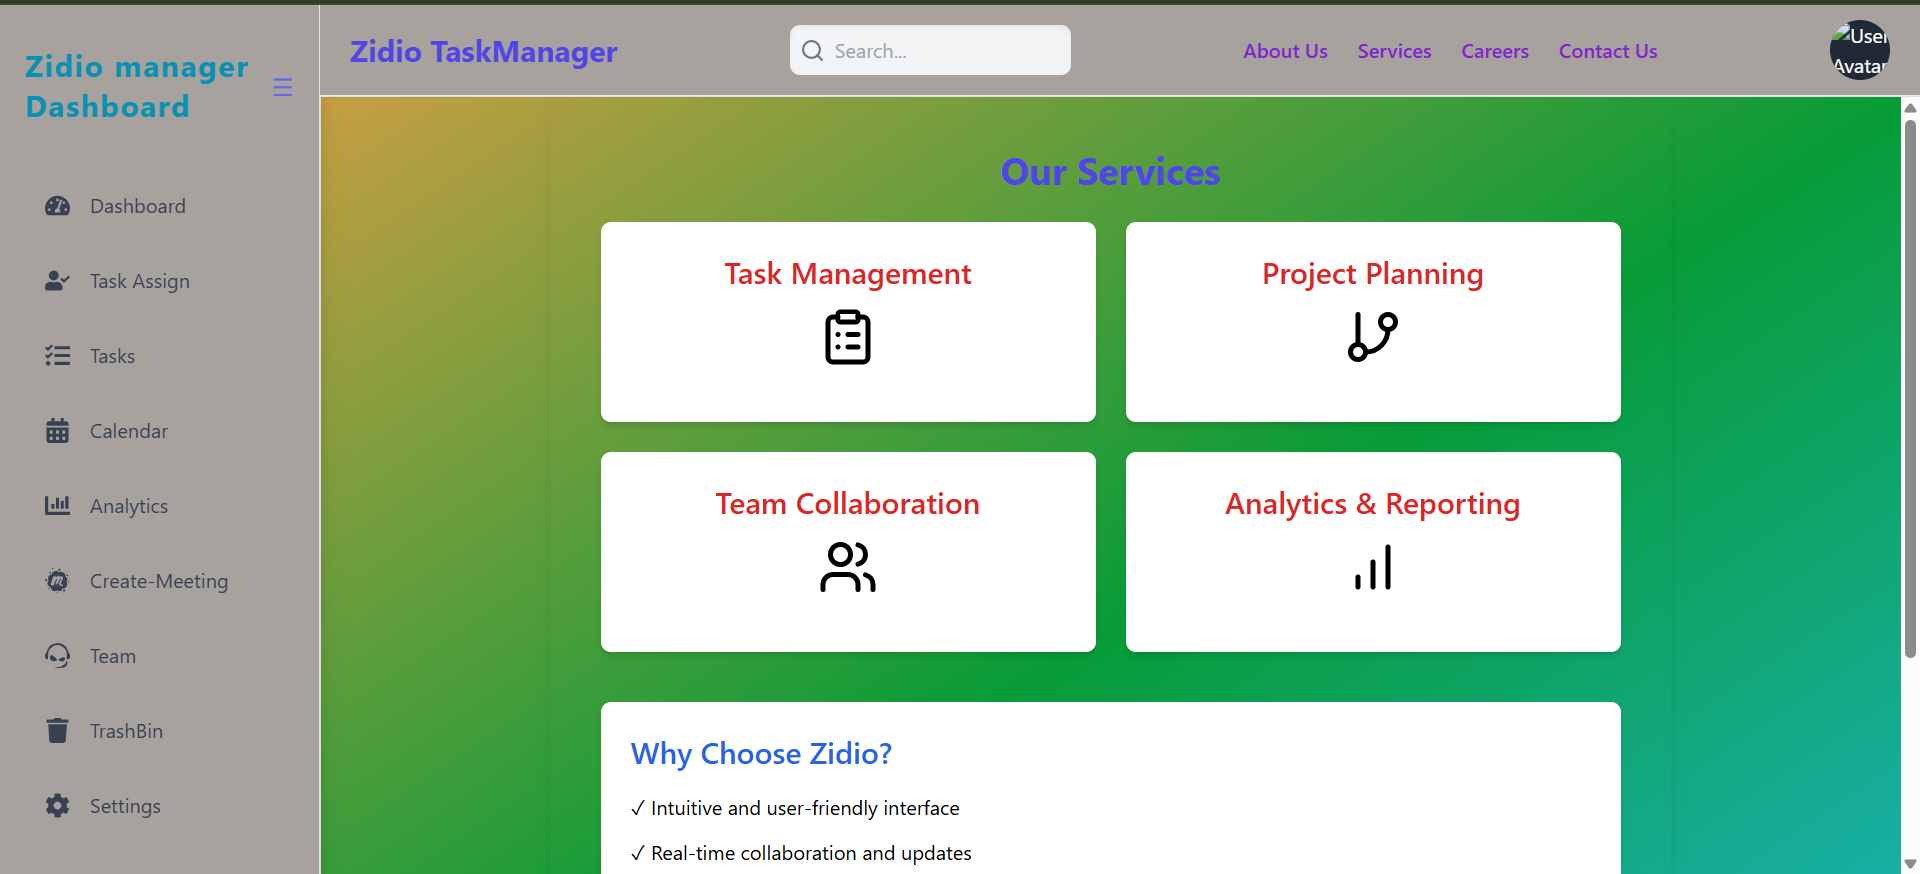 Zidio manager
Dashboard
Dashboard
Task Assign
Tasks
Calendar
Analytics
Create-Meeting
Team
TrashBin
Settings
Zidio TaskManager
Search...
About Us
Services
Careers
Contact Us
User
Avatar
Our Services
Task Management
Project Planning
Team Collaboration
Analytics & Reporting
Why Choose Zidio?
✓ Intuitive and user-friendly interface
✓ Real-time collaboration and updates